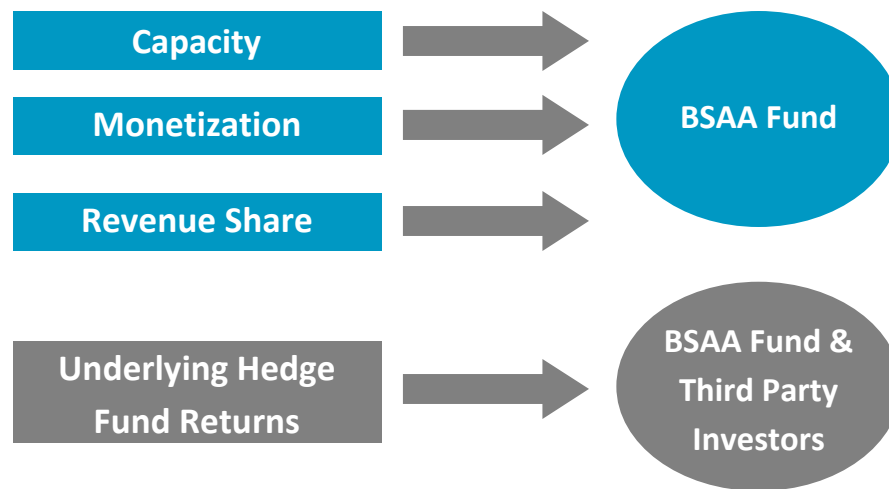 Capacity
Monetization
Revenue Share
BSAA Fund
Underlying Hedge
Fund Returns
BSAA Fund &
Third Party
Investors